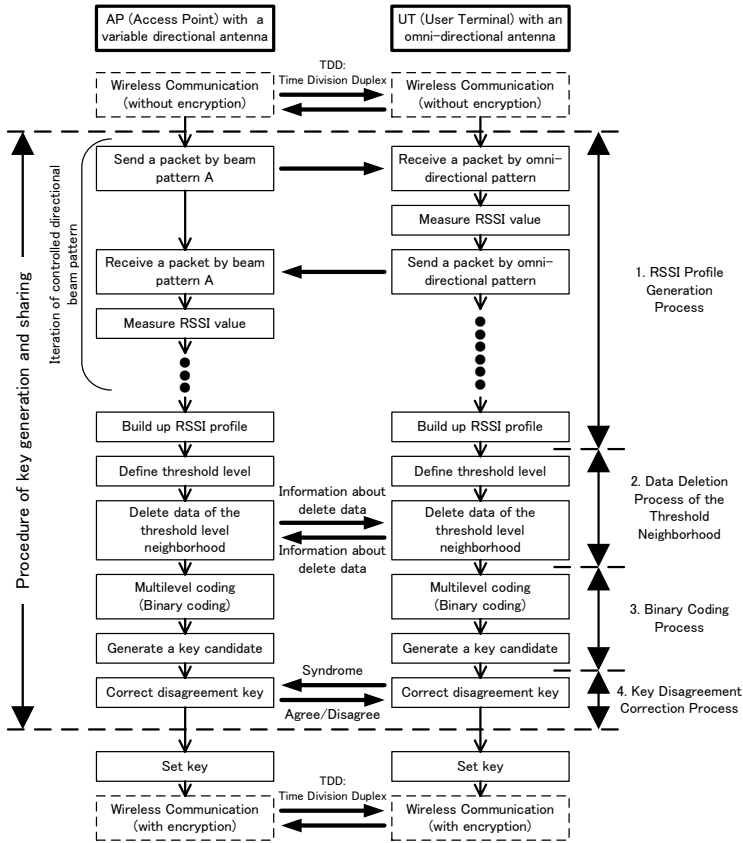 AP (Access Point) with a
variable directional antenna
UT (User Terminal) with an
omni-directional antenna
TDD:
Time Division Duplex
Wireless Communication
(without encryption)
Wireless Communication
(without encryption)
Procedure of key generation and sharing
Iteration of controlled directional
beam pattern
Send a packet by beam
pattern A
Receive a packet by omni-
directional pattern
Measure RSSI value
Receive a packet by beam
pattern A
Send a packet by omni-
directional pattern
Measure RSSI value
1. RSSI Profile
Generation
Process
Build up RSSI profile
Build up RSSI profile
Define threshold level
Define threshold level
Information about
delete data
Delete data of the
threshold level
neighborhood
Delete data of the
threshold level
neighborhood
Information about
delete data
2. Data Deletion
Process of the
Threshold
Neighborhood
Multilevel coding
(Binary coding)
Multilevel coding
(Binary coding)
3. Binary Coding
Process
Generate a key candidate
Generate a key candidate
Syndrome
Correct disagreement key
Correct disagreement key
Agree/Disagree
4. Key Disagreement
Correction Process
Set key
Set key
TDD:
Time Division Duplex
Wireless Communication
(with encryption)
Wireless Communication
(with encryption)